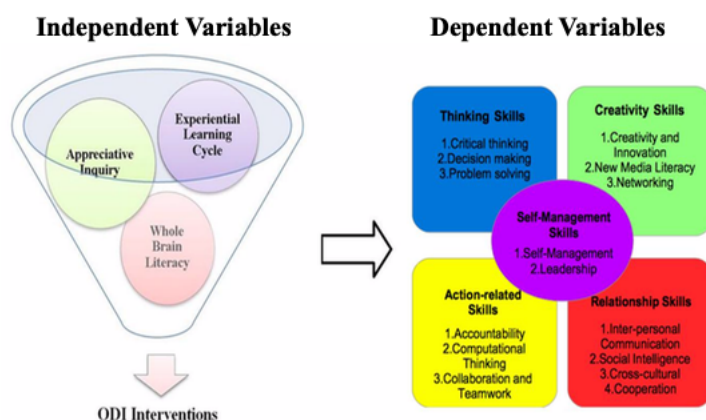 Independent Variables
Experiential
Learning
Cycle
Appreciative
Inquiry
Whole
Brain
Literacy
ODI Interventions
Dependent Variables
Thinking Skills
1.Critical thinking
2.Decision making
3.Problem solving
Creativity Skills
1.Creativity and
Innovation
2.New Media Literacy
3.Networking
Self-Management
Skills
1.Self-Management
2.Leadership
Action-related
Skills
1.Accountability
2.Computational
Thinking
3.Collaboration and
Teamwork
Relationship Skills
1.Inter-personal
Communication
2.Social Intelligence
3.Cross-cultural
4.Cooperation